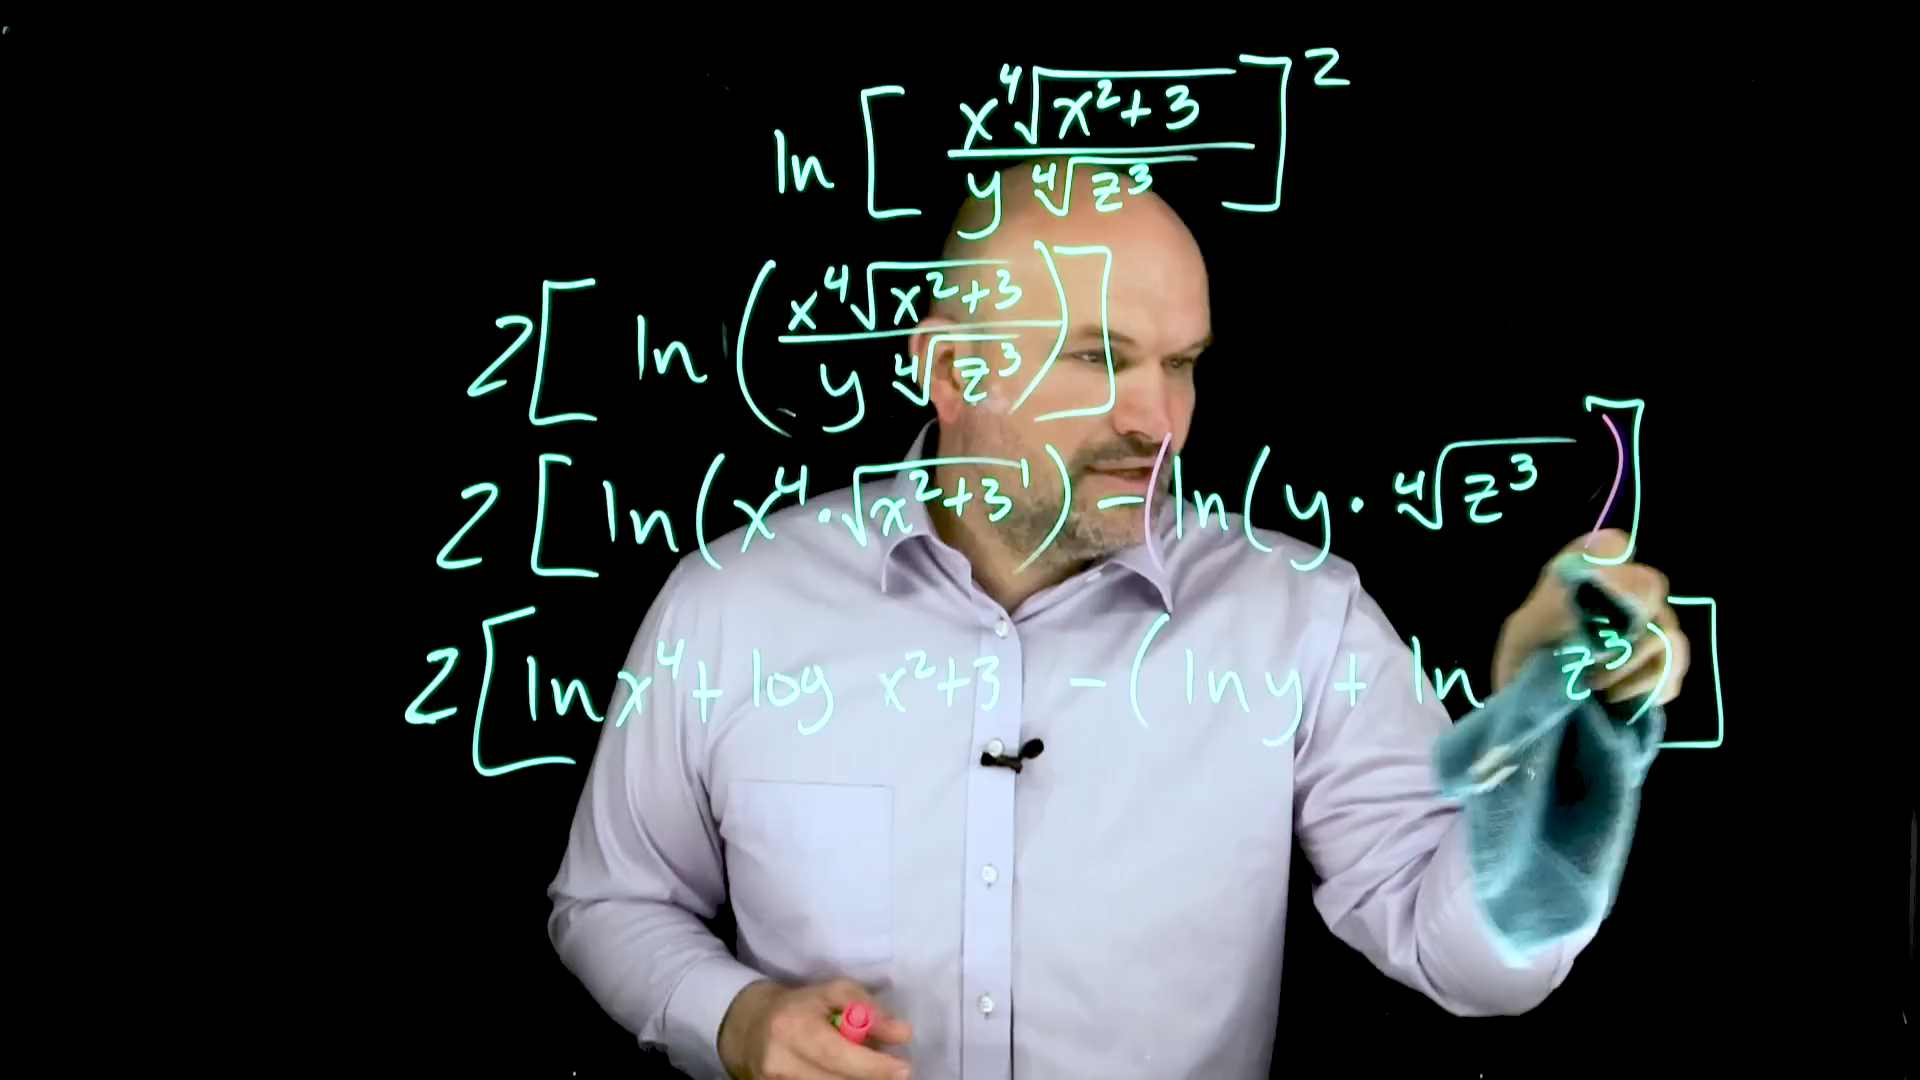 ln [ x⁴√(x²+3) / y ⁴√(z³) ]²
2[ ln ( x⁴√(x²+3) / y ⁴√(z³) ) ]
2 [ ln(x⁴·√(x²+3)) - (ln(y· ⁴√(z³) ) ]
2[ ln x⁴ + log x²+3 - (ln y + ln z³) ]